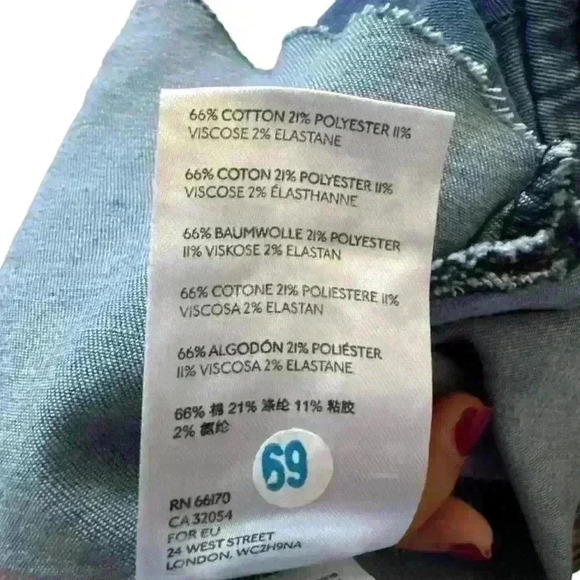 66% COTTON 21% POLYESTER 11%
VISCOSE 2% ELASTANE
66% COTON 21% POLYESTER 11%
VISCOSE 2% ÉLASTHANNE
66% BAUMWOLLE 21% POLYESTER
11% VISKOSE 2% ELASTAN
66% COTONE 21% POLIESTERE 11%
VISCOSA 2% ELASTAN
66% ALGODÓN 21% POLIÉSTER
11% VISCOSA 2% ELASTANE
66% 棉 21% 涤纶 11% 粘胶
2% 氨纶
69
RN 66170
CA 32054
FOR EU
24 WEST STREET
LONDON, WC2H9NA